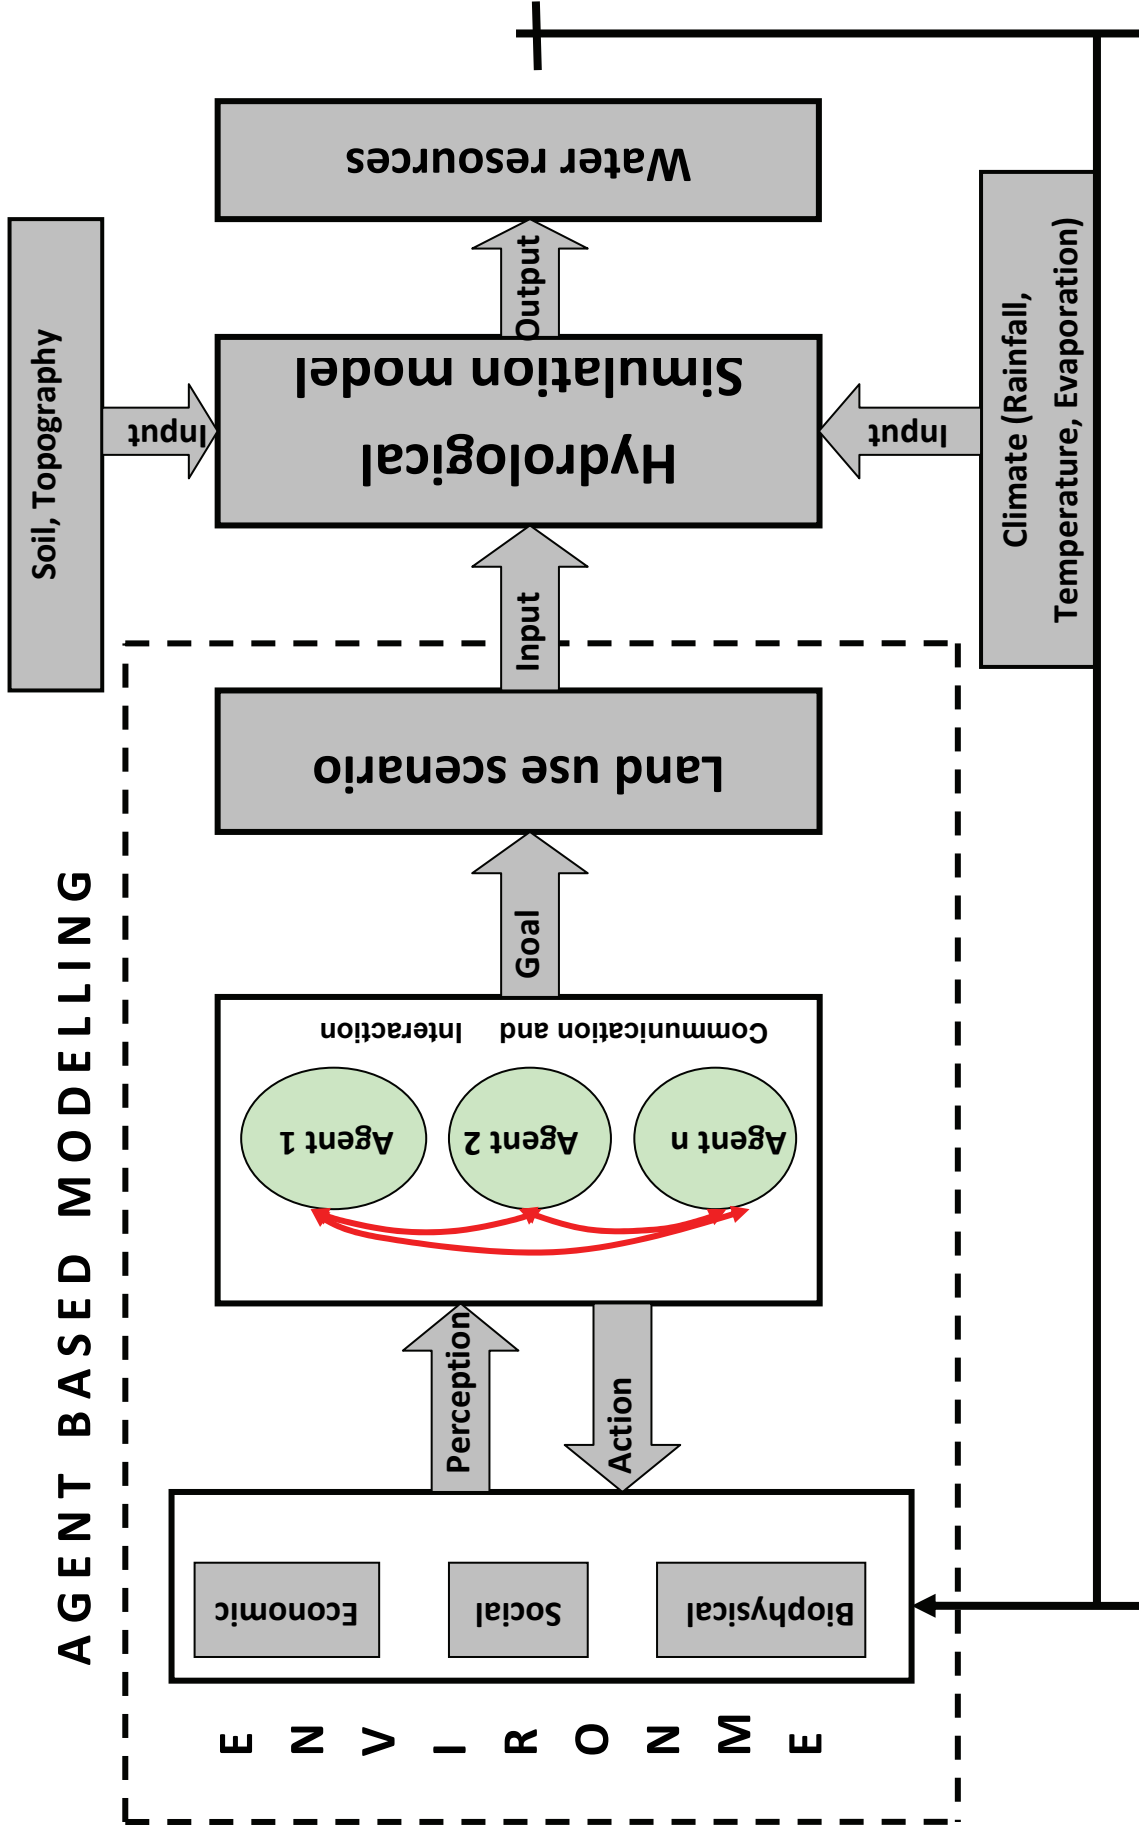 AGENT BASED MODELLING
Soil, Topography
Input
Water resources
Output
Hydrological
Simulation model
Input
Climate (Rainfall,
Temperature, Evaporation)
Input
Land use scenario
Goal
Communication and Interaction
Agent 1
Agent 2
Agent n
Perception
Action
Economic
Social
Biophysical
E N V I R O N M E